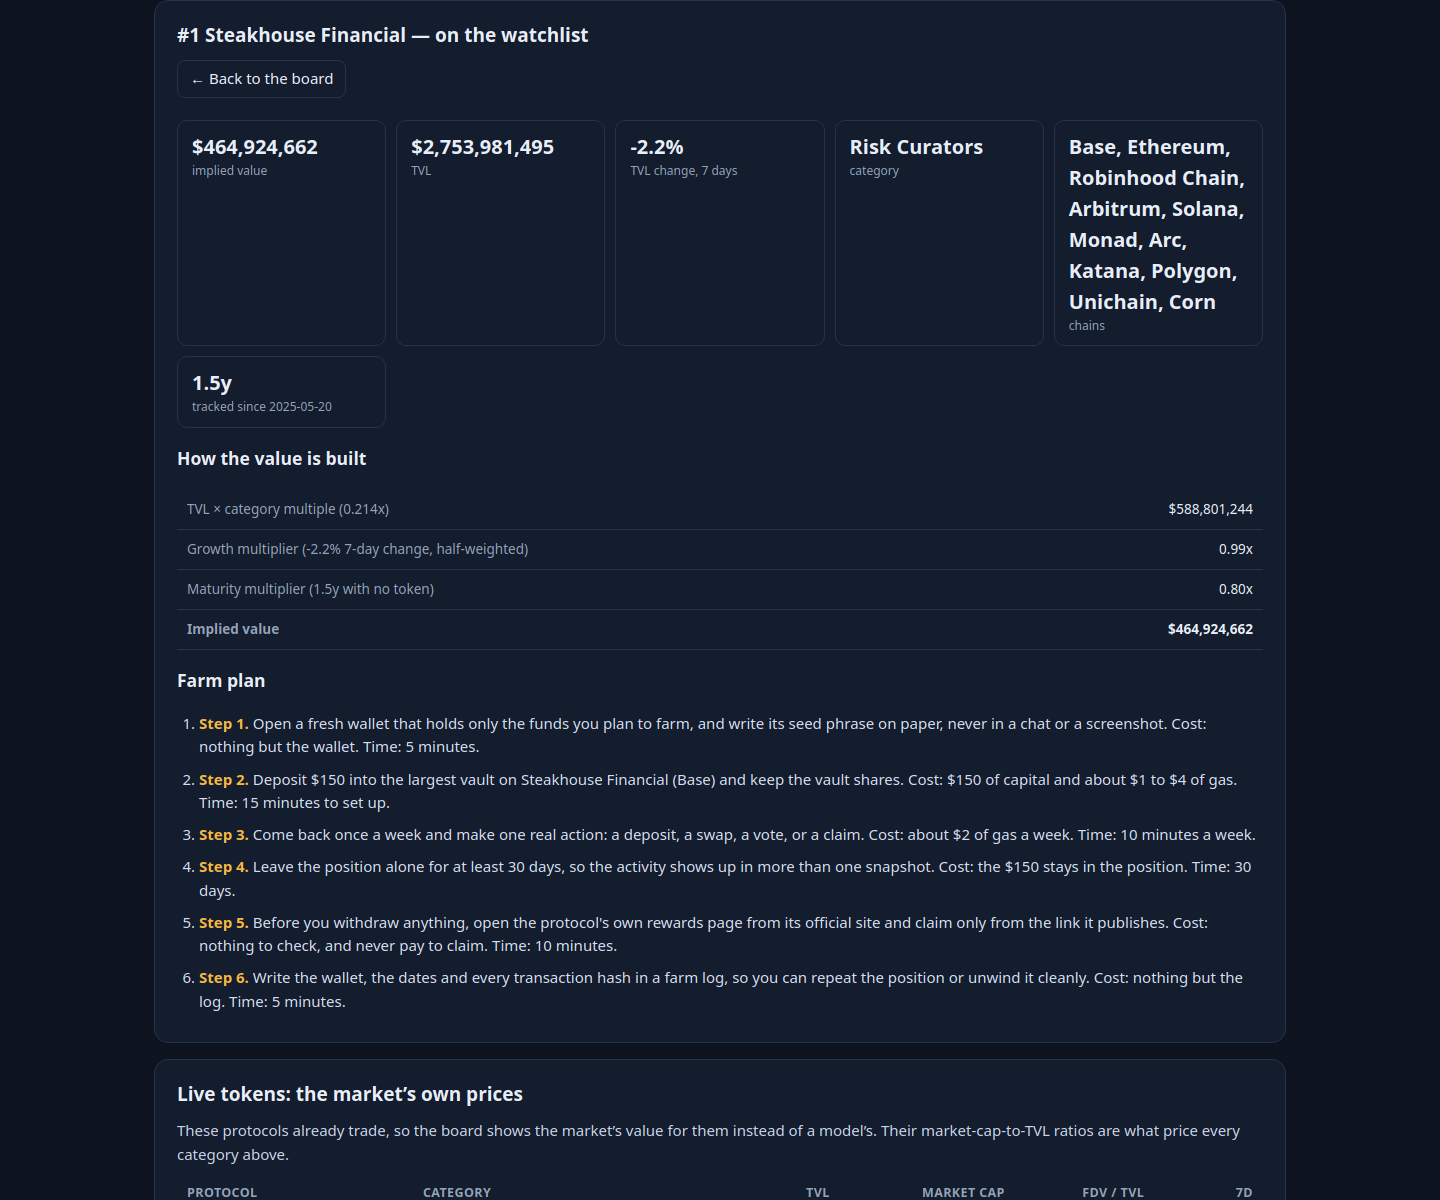 #1 Steakhouse Financial — on the watchlist
← Back to the board
$464,924,662
implied value
$2,753,981,495
TVL
-2.2%
TVL change, 7 days
Risk Curators
category
Base, Ethereum,
Robinhood Chain,
Arbitrum, Solana,
Monad, Arc,
Katana, Polygon,
Unichain, Corn
chains
1.5y
tracked since 2025-05-20
How the value is built
TVL × category multiple (0.214x) $588,801,244
Growth multiplier (-2.2% 7-day change, half-weighted) 0.99x
Maturity multiplier (1.5y with no token) 0.80x
Implied value $464,924,662
Farm plan
1. Step 1. Open a fresh wallet that holds only the funds you plan to farm, and write its seed phrase on paper, never in a chat or a screenshot. Cost:
nothing but the wallet. Time: 5 minutes.
2. Step 2. Deposit $150 into the largest vault on Steakhouse Financial (Base) and keep the vault shares. Cost: $150 of capital and about $1 to $4 of gas.
Time: 15 minutes to set up.
3. Step 3. Come back once a week and make one real action: a deposit, a swap, a vote, or a claim. Cost: about $2 of gas a week. Time: 10 minutes a week.
4. Step 4. Leave the position alone for at least 30 days, so the activity shows up in more than one snapshot. Cost: the $150 stays in the position. Time: 30
days.
5. Step 5. Before you withdraw anything, open the protocol's own rewards page from its official site and claim only from the link it publishes. Cost:
nothing to check, and never pay to claim. Time: 10 minutes.
6. Step 6. Write the wallet, the dates and every transaction hash in a farm log, so you can repeat the position or unwind it cleanly. Cost: nothing but the
log. Time: 5 minutes.
Live tokens: the market’s own prices
These protocols already trade, so the board shows the market’s value for them instead of a model’s. Their market-cap-to-TVL ratios are what price every
category above.
PROTOCOL CATEGORY TVL MARKET CAP FDV / TVL 7D